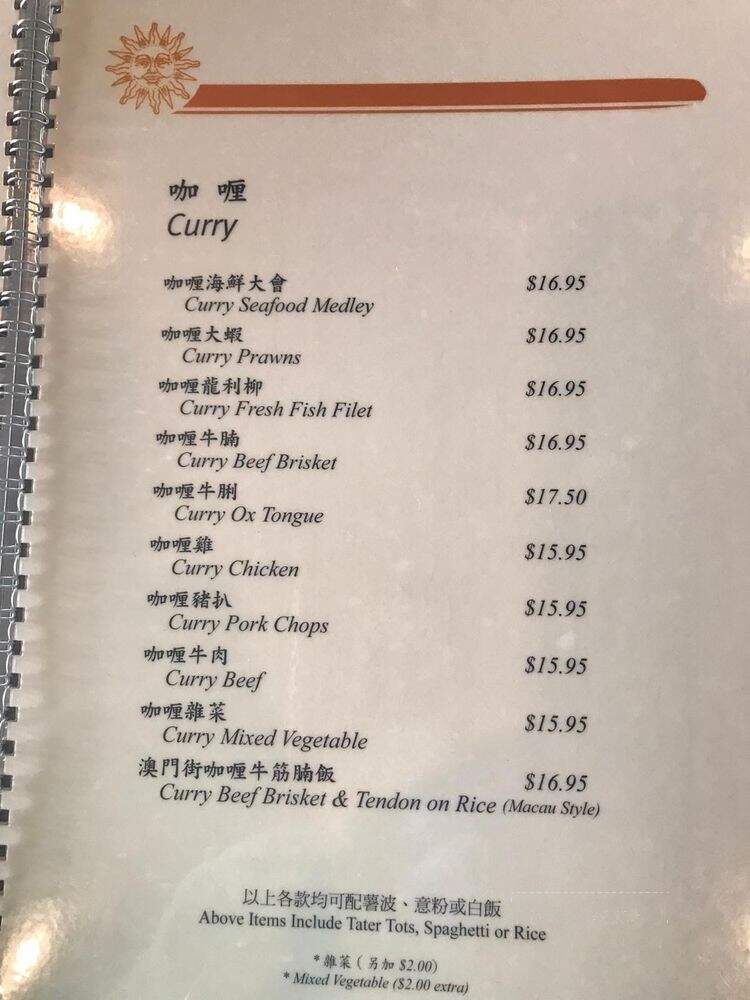 咖喱
Curry
咖喱海鮮大會 $16.95
Curry Seafood Medley
咖喱大蝦 $16.95
Curry Prawns
咖喱龍利柳 $16.95
Curry Fresh Fish Filet
咖喱牛腩 $16.95
Curry Beef Brisket
咖喱牛脷 $17.50
Curry Ox Tongue
咖喱雞 $15.95
Curry Chicken
咖喱豬扒 $15.95
Curry Pork Chops
咖喱牛肉 $15.95
Curry Beef
咖喱雜菜 $15.95
Curry Mixed Vegetable
澳門街咖喱牛筋腩飯 $16.95
Curry Beef Brisket & Tendon on Rice (Macau Style)
以上各款均可配薯波、意粉或白飯
Above Items Include Tater Tots, Spaghetti or Rice
*雜菜(另加 $2.00)
* Mixed Vegetable ($2.00 extra)